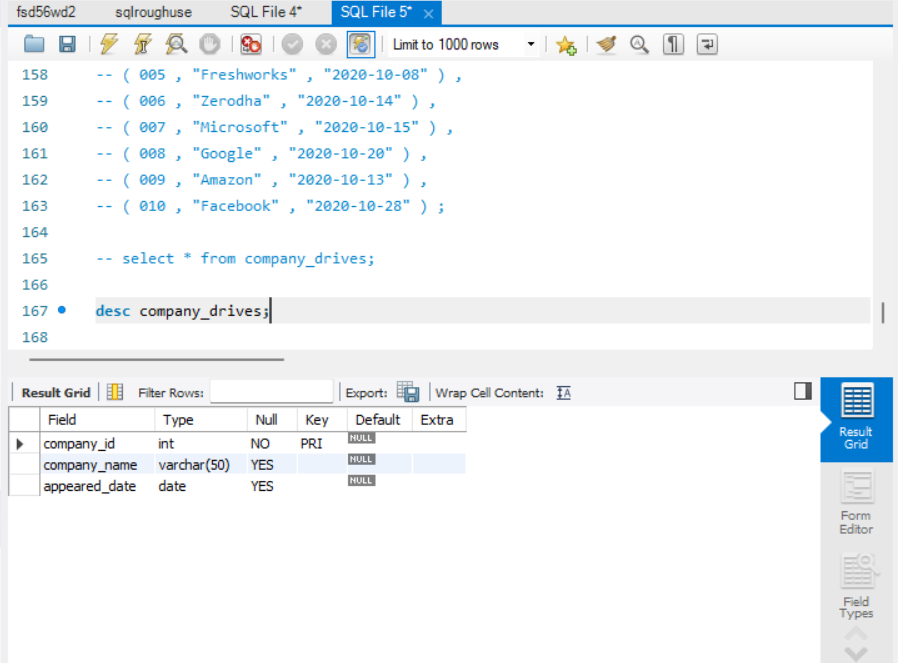 fsd56wd2 sqlroughuse SQL File 4* SQL File 5* ×
Limit to 1000 rows
158 -- ( 005 , "Freshworks" , "2020-10-08" ) ,
159 -- ( 006 , "Zerodha" , "2020-10-14" ) ,
160 -- ( 007 , "Microsoft" , "2020-10-15" ) ,
161 -- ( 008 , "Google" , "2020-10-20" ) ,
162 -- ( 009 , "Amazon" , "2020-10-13" ) ,
163 -- ( 010 , "Facebook" , "2020-10-28" ) ;
164
165 -- select * from company_drives;
166
167 desc company_drives;
168
Result Grid Filter Rows: Export: Wrap Cell Content: IA
Field Type Null Key Default Extra
company_id int NO PRI NULL
company_name varchar(50) YES NULL
appeared_date date YES NULL
Result
Grid
Form
Editor
Field
Types